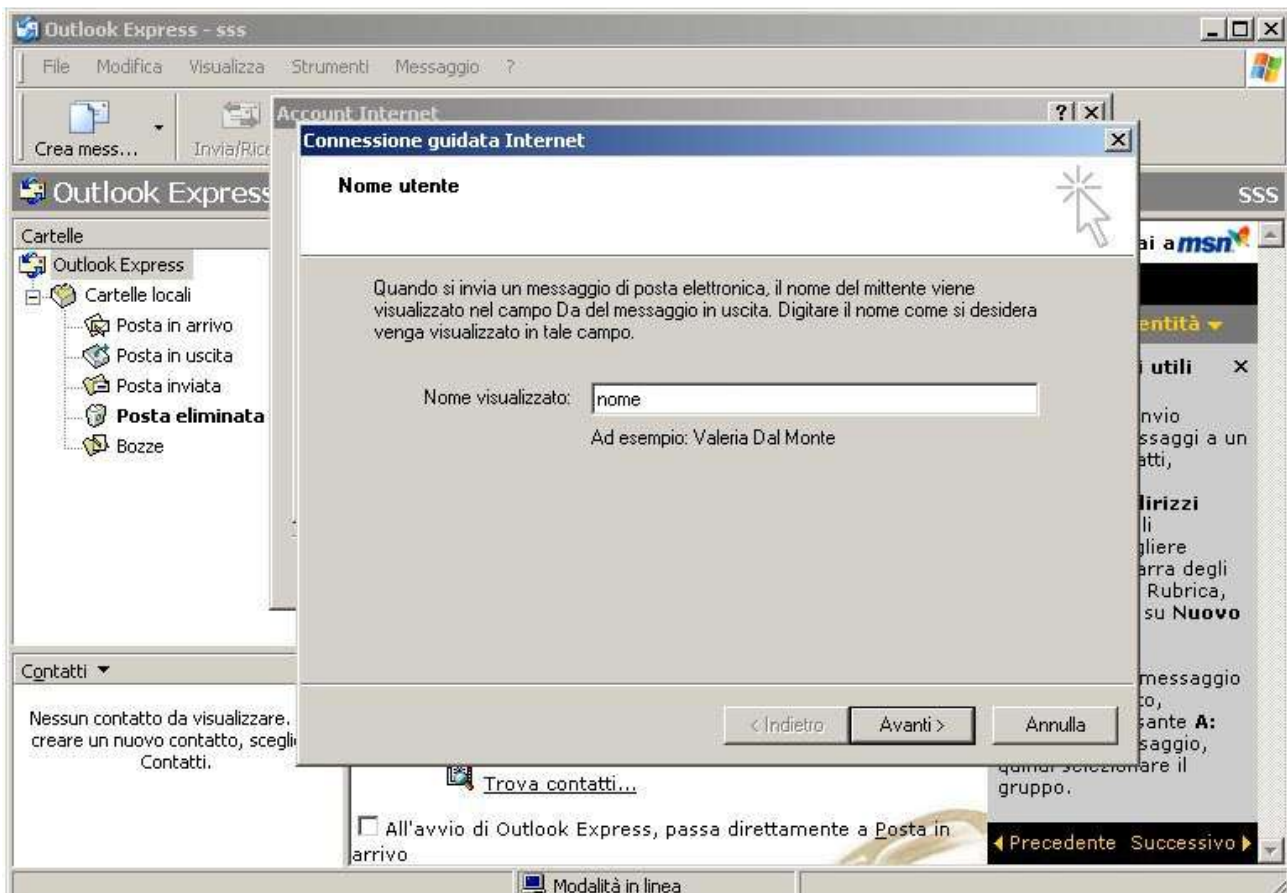 Outlook Express - sss
File Modifica Visualizza Strumenti Messaggio ?
Crea mess...
Account Internet
Connessione guidata Internet
Nome utente
Outlook Express
sss
Cartelle
Outlook Express
Cartelle locali
Posta in arrivo
Posta in uscita
Posta inviata
Posta eliminata
Bozze
Quando si invia un messaggio di posta elettronica, il nome del mittente viene
visualizzato nel campo Da del messaggio in uscita. Digitare il nome come si desidera
venga visualizzato in tale campo.
Nome visualizzato: nome
Ad esempio: Valeria Dal Monte
< Indietro Avanti > Annulla
ai a msn
entità
i utili
nvio
ssaggi a un
atti,
dirizzi
li
gliere
arra degli
Rubrica,
su Nuovo
messaggio
to,
sante A:
saggio,
quindi selezionare il
gruppo.
Precedente Successivo
Contatti
Nessun contatto da visualizzare.
creare un nuovo contatto, scegli
Contatti.
Trova contatti...
All'avvio di Outlook Express, passa direttamente a Posta in
arrivo
Modalità in linea